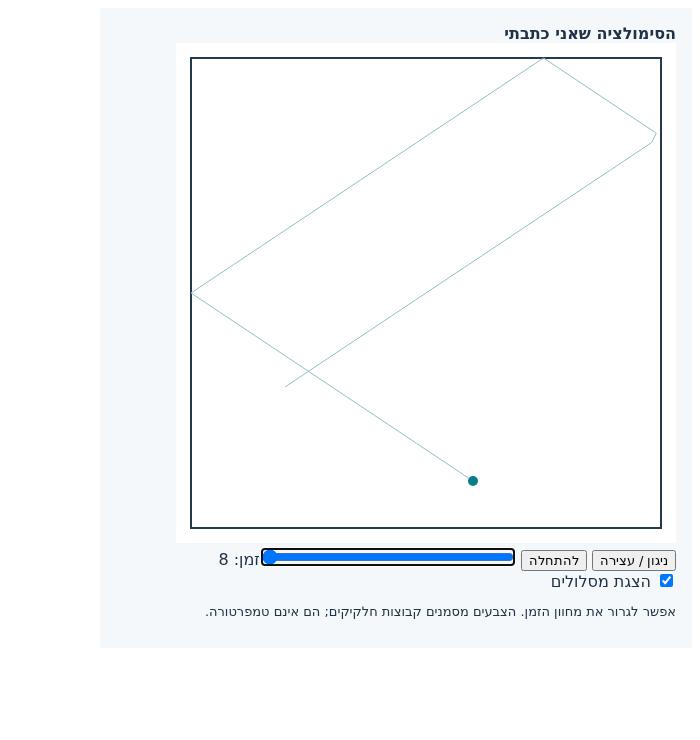 הסימולציה שאני כתבתי
ניגון / עצירה להתחלה זמן: 8
הצגת מסלולים
אפשר לגרור את מחוון הזמן. הצבעים מסמנים קבוצות חלקיקים; הם אינם טמפרטורה.